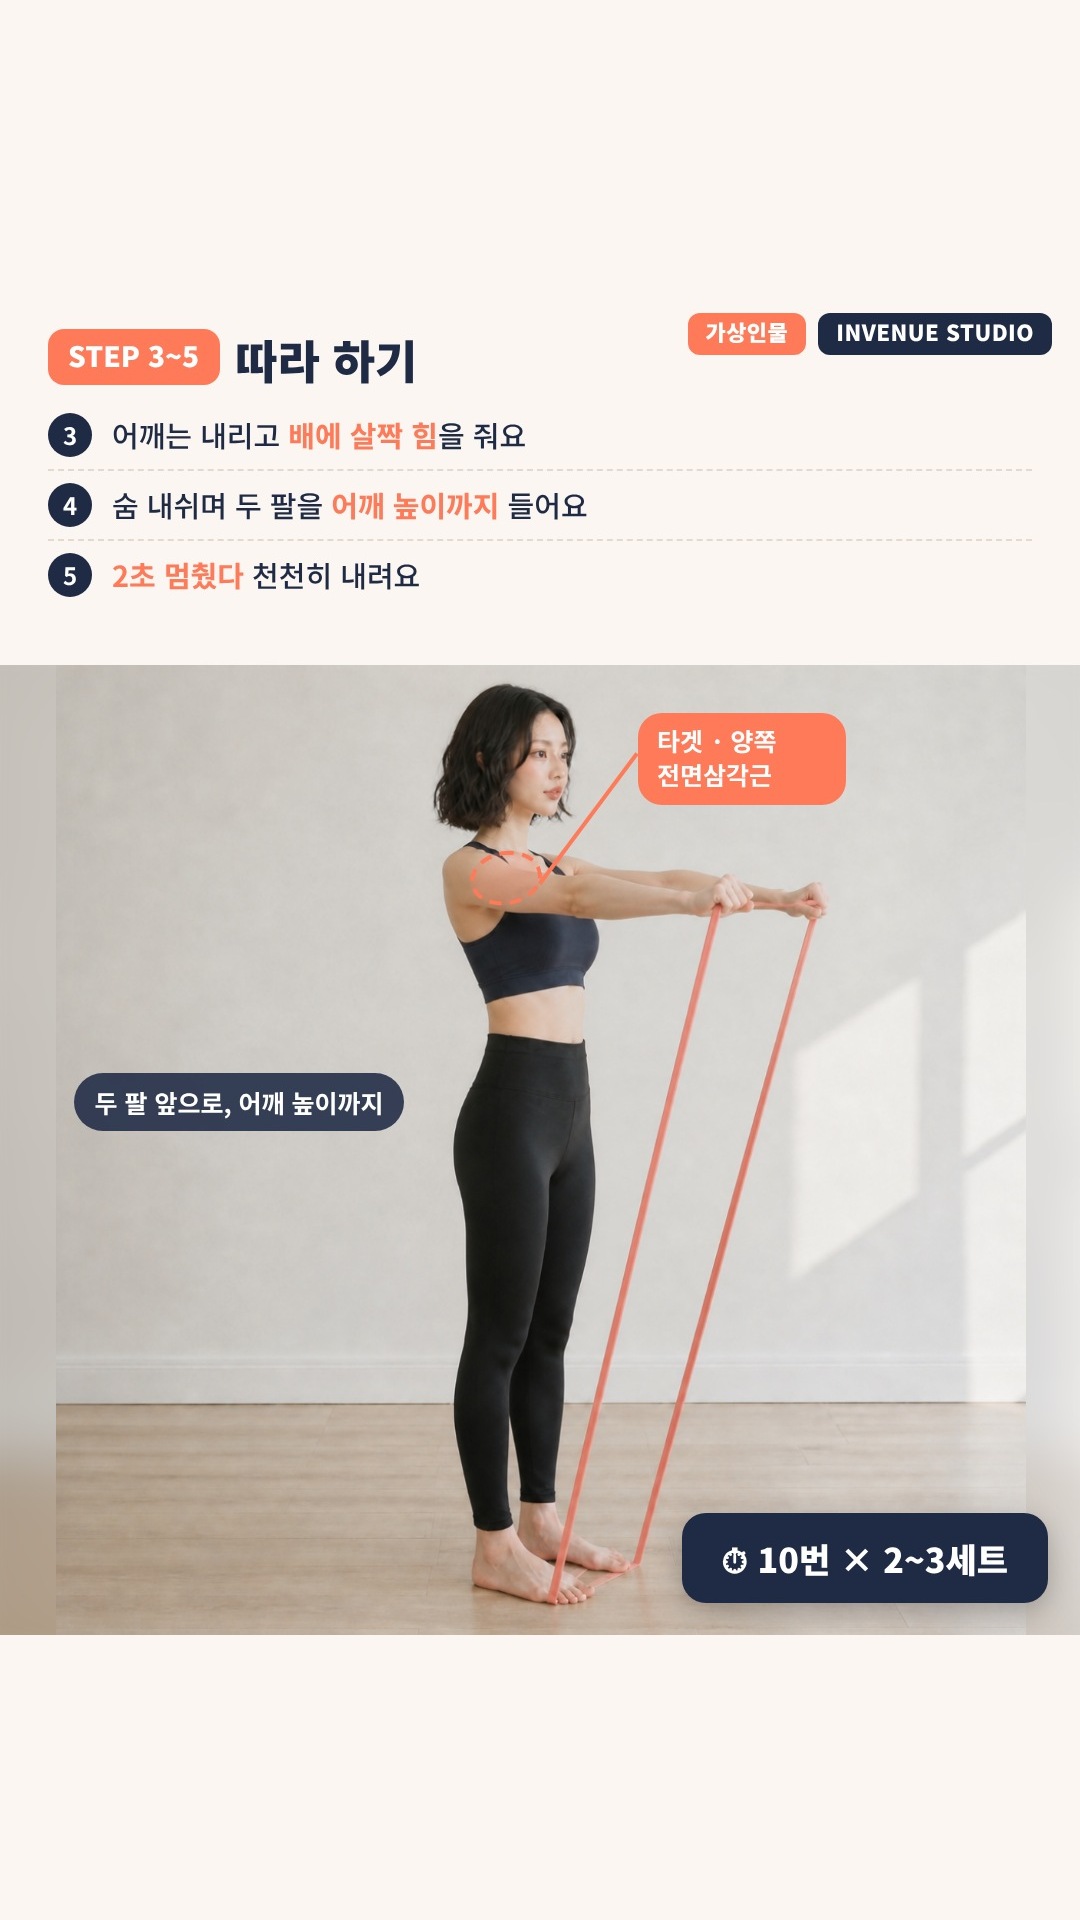 STEP 3~5 따라 하기
가상인물 INVENUE STUDIO
3 어깨는 내리고 배에 살짝 힘을 줘요
4 숨 내쉬며 두 팔을 어깨 높이까지 들어요
5 2초 멈췄다 천천히 내려요
타겟 · 양쪽
전면삼각근
두 팔 앞으로, 어깨 높이까지
⏱ 10번 × 2~3세트